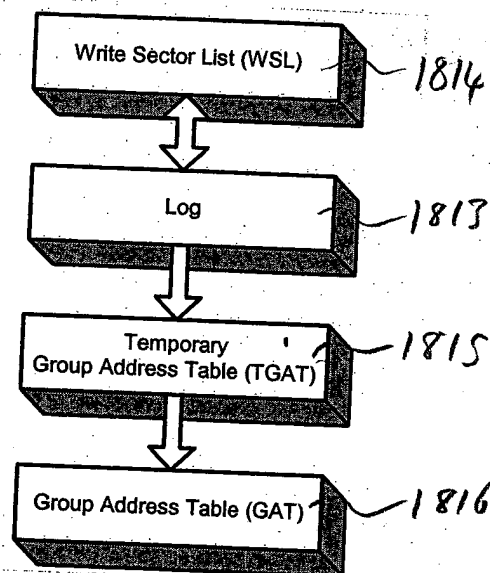 Write Sector List (WSL)
1814
Log
1813
Temporary
Group Address Table (TGAT)
1815
Group Address Table (GAT)
1816